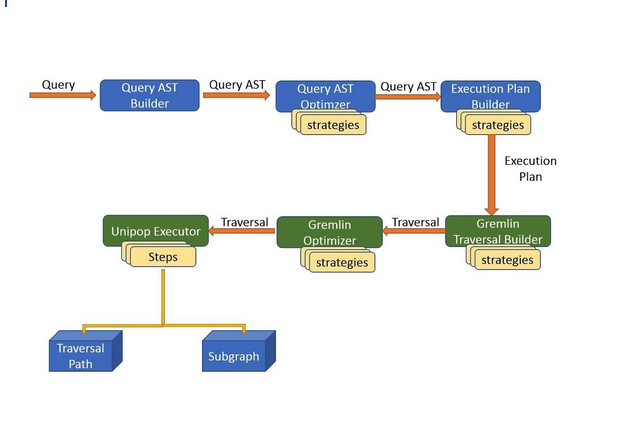 Query
Query AST
Builder
Query AST
Query AST
Optimzer
strategies
Query AST
Execution Plan
Builder
strategies
Execution
Plan
Gremlin
Traversal Builder
strategies
Traversal
Gremlin
Optimizer
strategies
Traversal
Unipop Executor
Steps
Traversal
Path
Subgraph